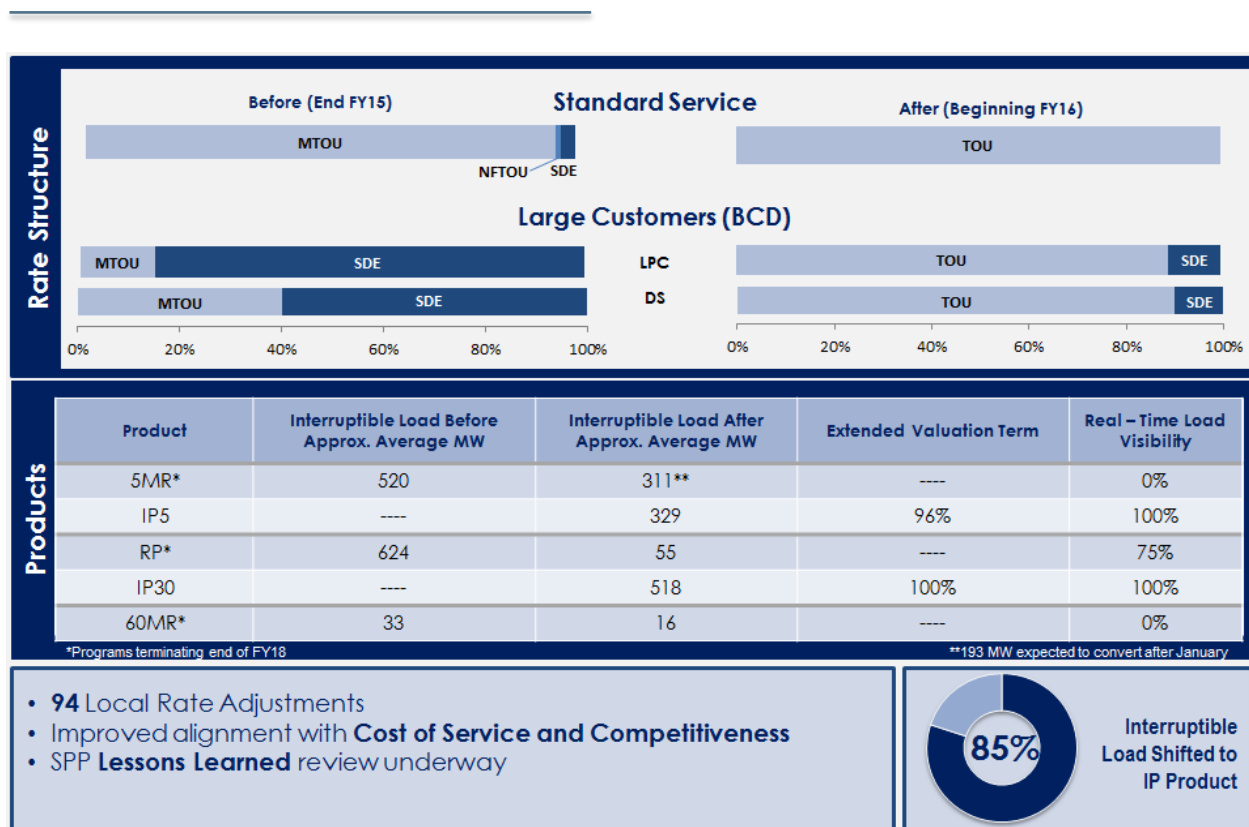 Rate Structure
Standard Service
Before (End FY15)
After (Beginning FY16)
MTOU
NFTOU
SDE
TOU
Large Customers (BCD)
MTOU SDE
LPC
TOU SDE
MTOU SDE
DS
TOU SDE
0% 20% 40% 60% 80% 100%
0% 20% 40% 60% 80% 100%
Products
Product
Interruptible Load Before
Approx. Average MW
Interruptible Load After
Approx. Average MW
Extended Valuation Term
Real – Time Load
Visibility
5MR* 520 311** ---- 0%
IP5 ---- 329 96% 100%
RP* 624 55 ---- 75%
IP30 ---- 518 100% 100%
60MR* 33 16 ---- 0%
*Programs terminating end of FY18
**193 MW expected to convert after January
• 94 Local Rate Adjustments
• Improved alignment with Cost of Service and Competitiveness
• SPP Lessons Learned review underway
85%
Interruptible
Load Shifted to
IP Product